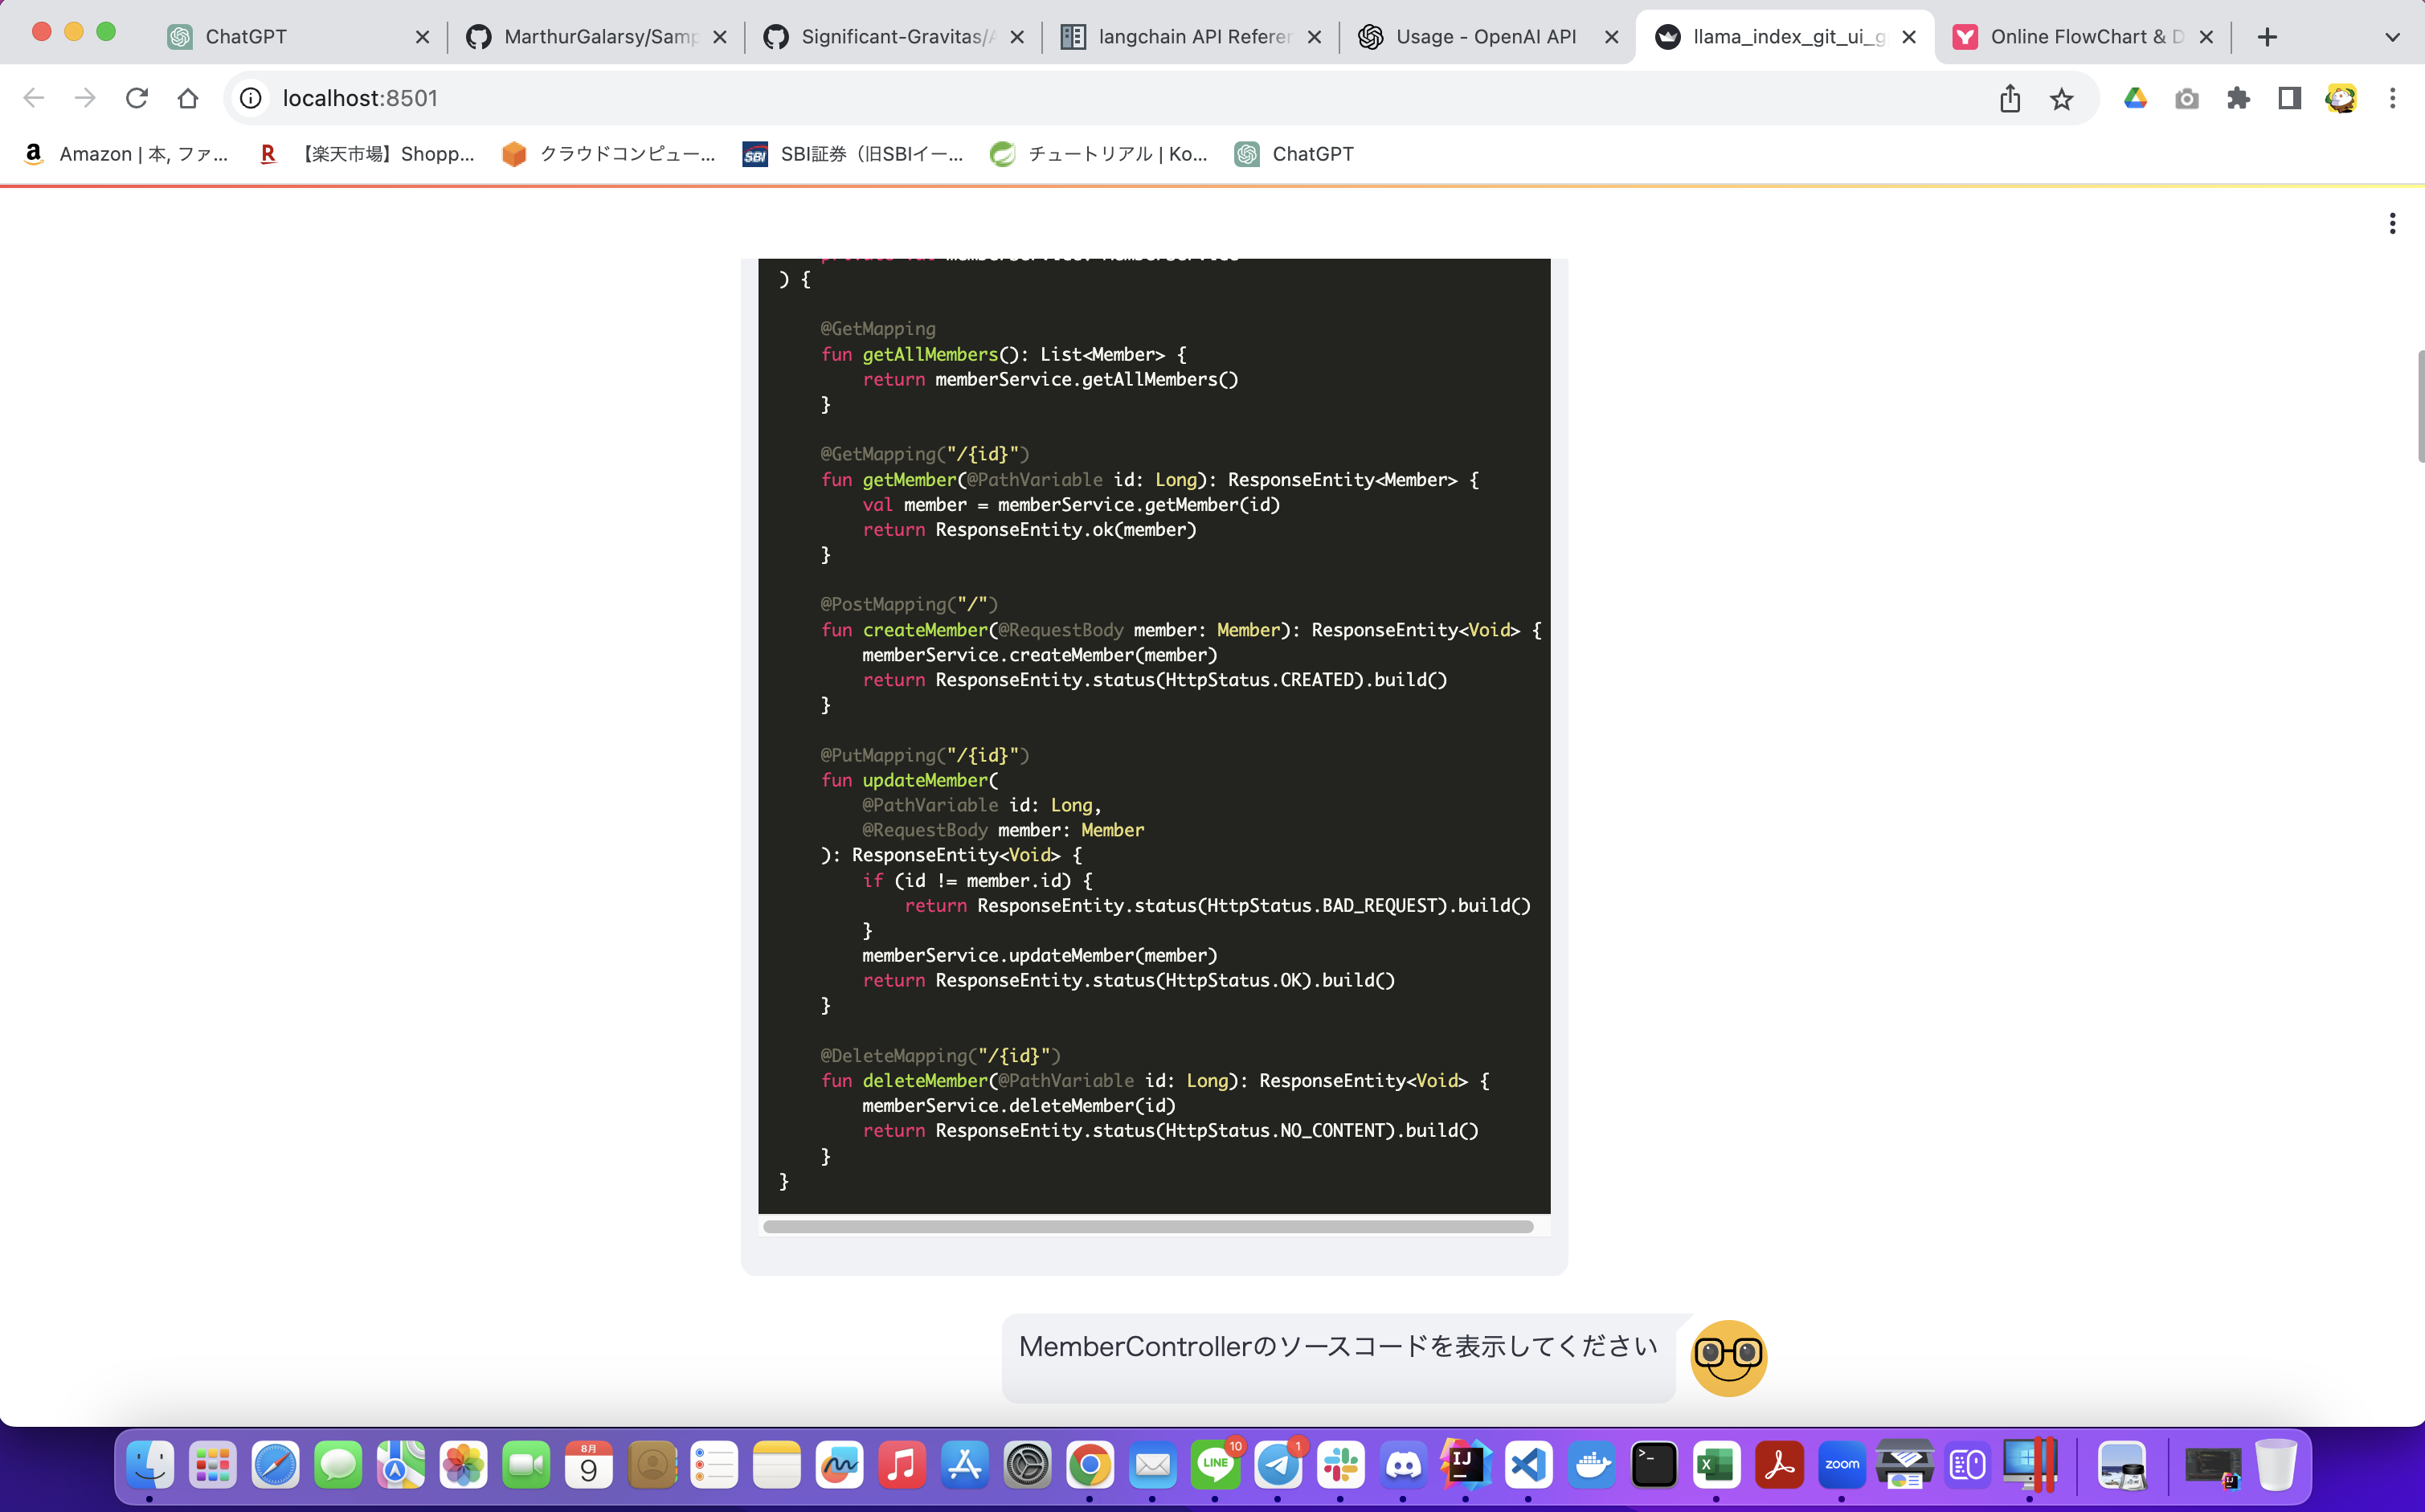 ChatGPT
MarthurGalarsy/Samp
Significant-Gravitas/A
langchain API Referen
Usage - OpenAI API
llama_index_git_ui_g
Online FlowChart & D
localhost:8501
Amazon | 本, ファ...
【楽天市場】Shopp...
クラウドコンピュー...
SBI証券（旧SBIイー...
チュートリアル | Ko...
ChatGPT
) {
@GetMapping
fun getAllMembers(): List<Member> {
return memberService.getAllMembers()
}
@GetMapping("/{id}")
fun getMember(@PathVariable id: Long): ResponseEntity<Member> {
val member = memberService.getMember(id)
return ResponseEntity.ok(member)
}
@PostMapping("/")
fun createMember(@RequestBody member: Member): ResponseEntity<Void> {
memberService.createMember(member)
return ResponseEntity.status(HttpStatus.CREATED).build()
}
@PutMapping("/{id}")
fun updateMember(
@PathVariable id: Long,
@RequestBody member: Member
): ResponseEntity<Void> {
if (id != member.id) {
return ResponseEntity.status(HttpStatus.BAD_REQUEST).build()
}
memberService.updateMember(member)
return ResponseEntity.status(HttpStatus.OK).build()
}
@DeleteMapping("/{id}")
fun deleteMember(@PathVariable id: Long): ResponseEntity<Void> {
memberService.deleteMember(id)
return ResponseEntity.status(HttpStatus.NO_CONTENT).build()
}
}
MemberControllerのソースコードを表示してください
8月
9
LINE
10
1
IJ
zoom